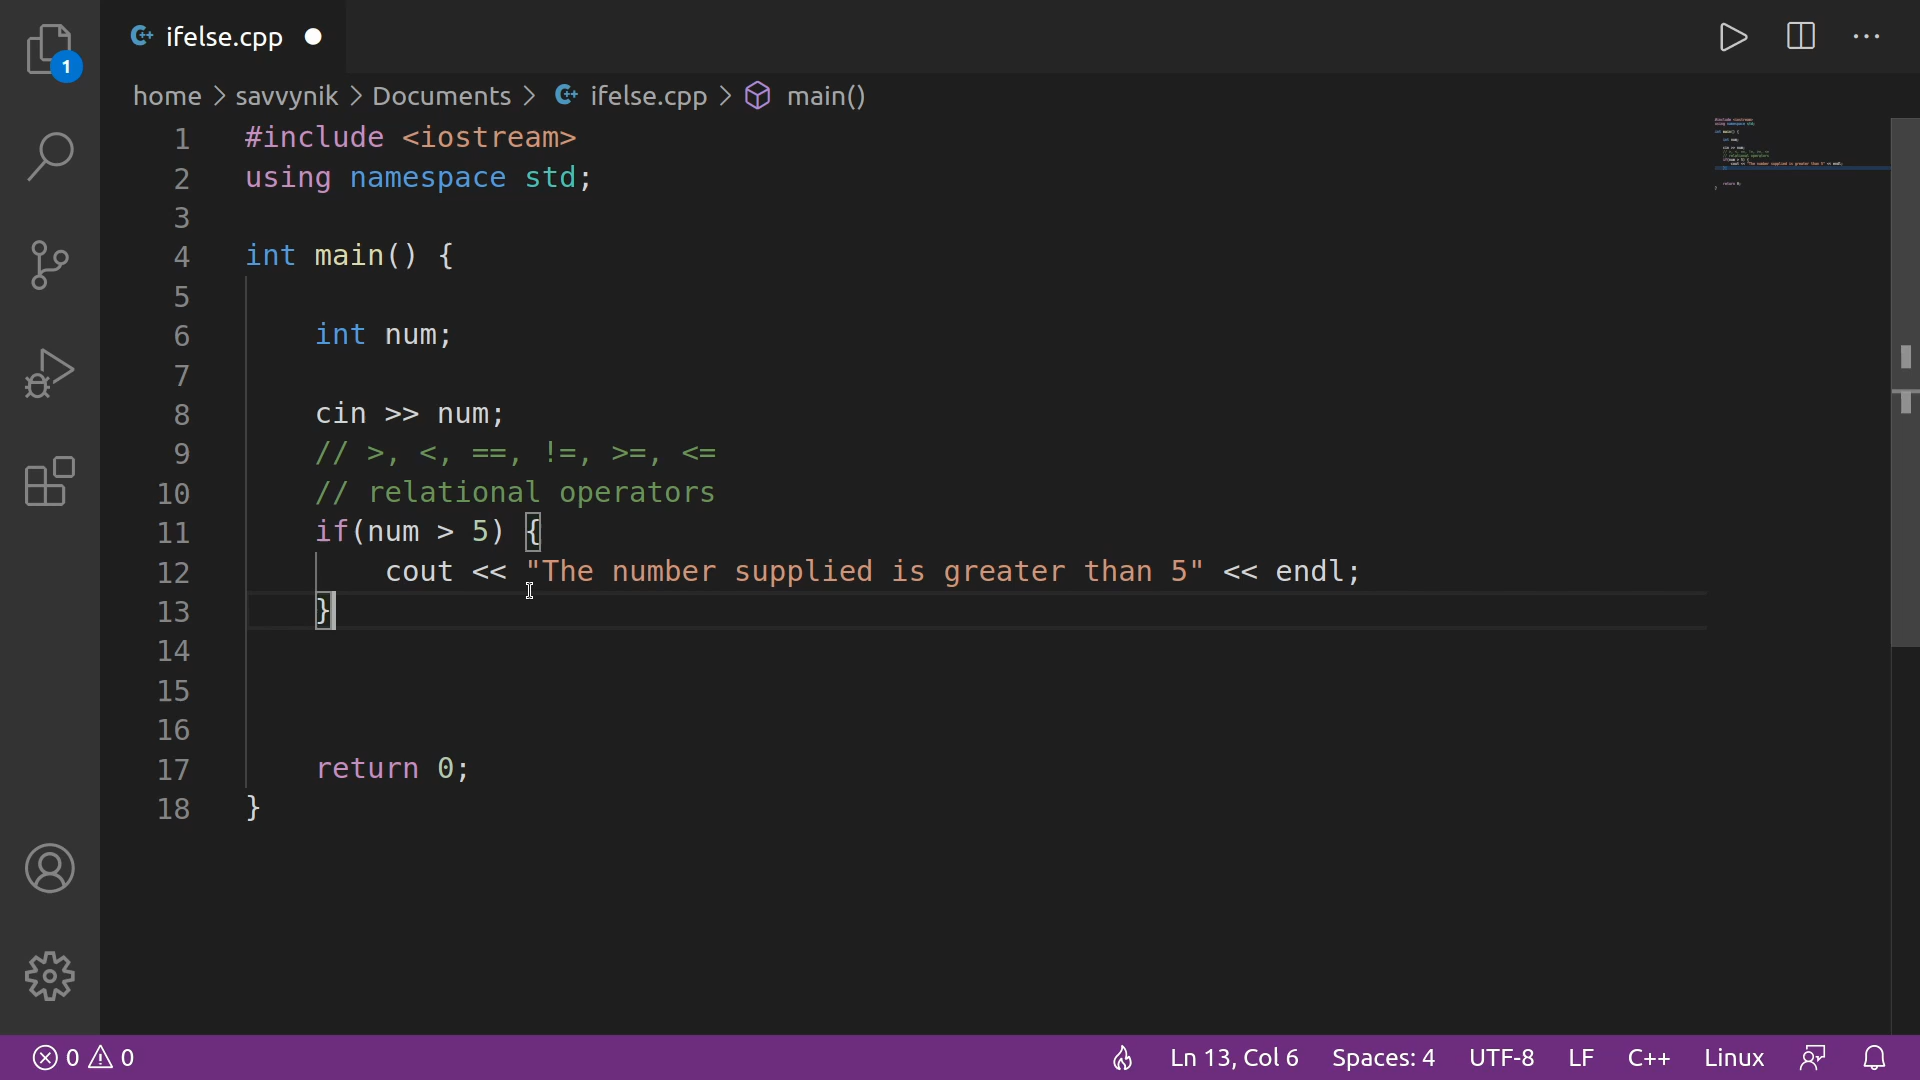 ifelse.cpp
1
home > savvynik > Documents > ifelse.cpp > main()
1 #include <iostream>
2 using namespace std;
3
4 int main() {
5
6     int num;
7
8     cin >> num;
9     // >, <, ==, !=, >=, <=
10     // relational operators
11     if(num > 5) {
12         cout << "The number supplied is greater than 5" << endl;
13     }
14
15
16
17     return 0;
18 }
0 0 Ln 13, Col 6 Spaces: 4 UTF-8 LF C++ Linux